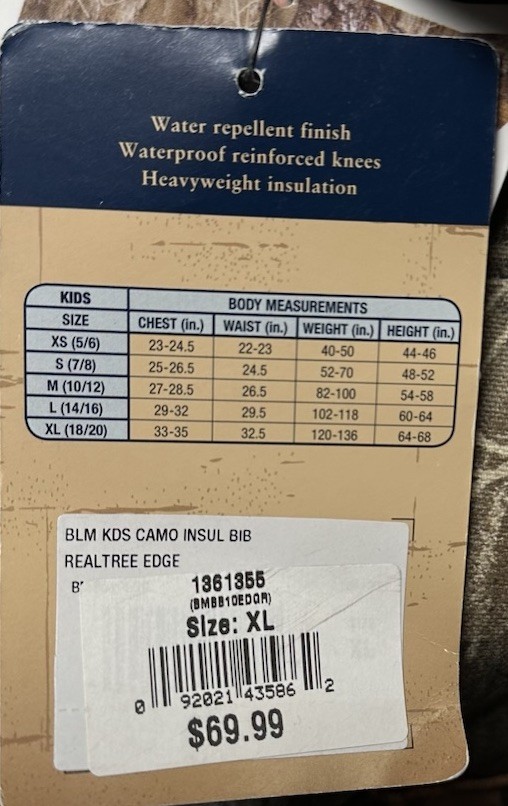 Water repellent finish
Waterproof reinforced knees
Heavyweight insulation
KIDS BODY MEASUREMENTS
SIZE CHEST (in.) WAIST (in.) WEIGHT (in.) HEIGHT (in.)
XS (5/6) 23-24.5 22-23 40-50 44-46
S (7/8) 25-26.5 24.5 52-70 48-52
M (10/12) 27-28.5 26.5 82-100 54-58
L (14/16) 29-32 29.5 102-118 60-64
XL (18/20) 33-35 32.5 120-136 64-68
BLM KDS CAMO INSUL BIB
REALTREE EDGE
1361355
(BMBB10EDGR)
Size: XL
0 92021 43586 2
$69.99